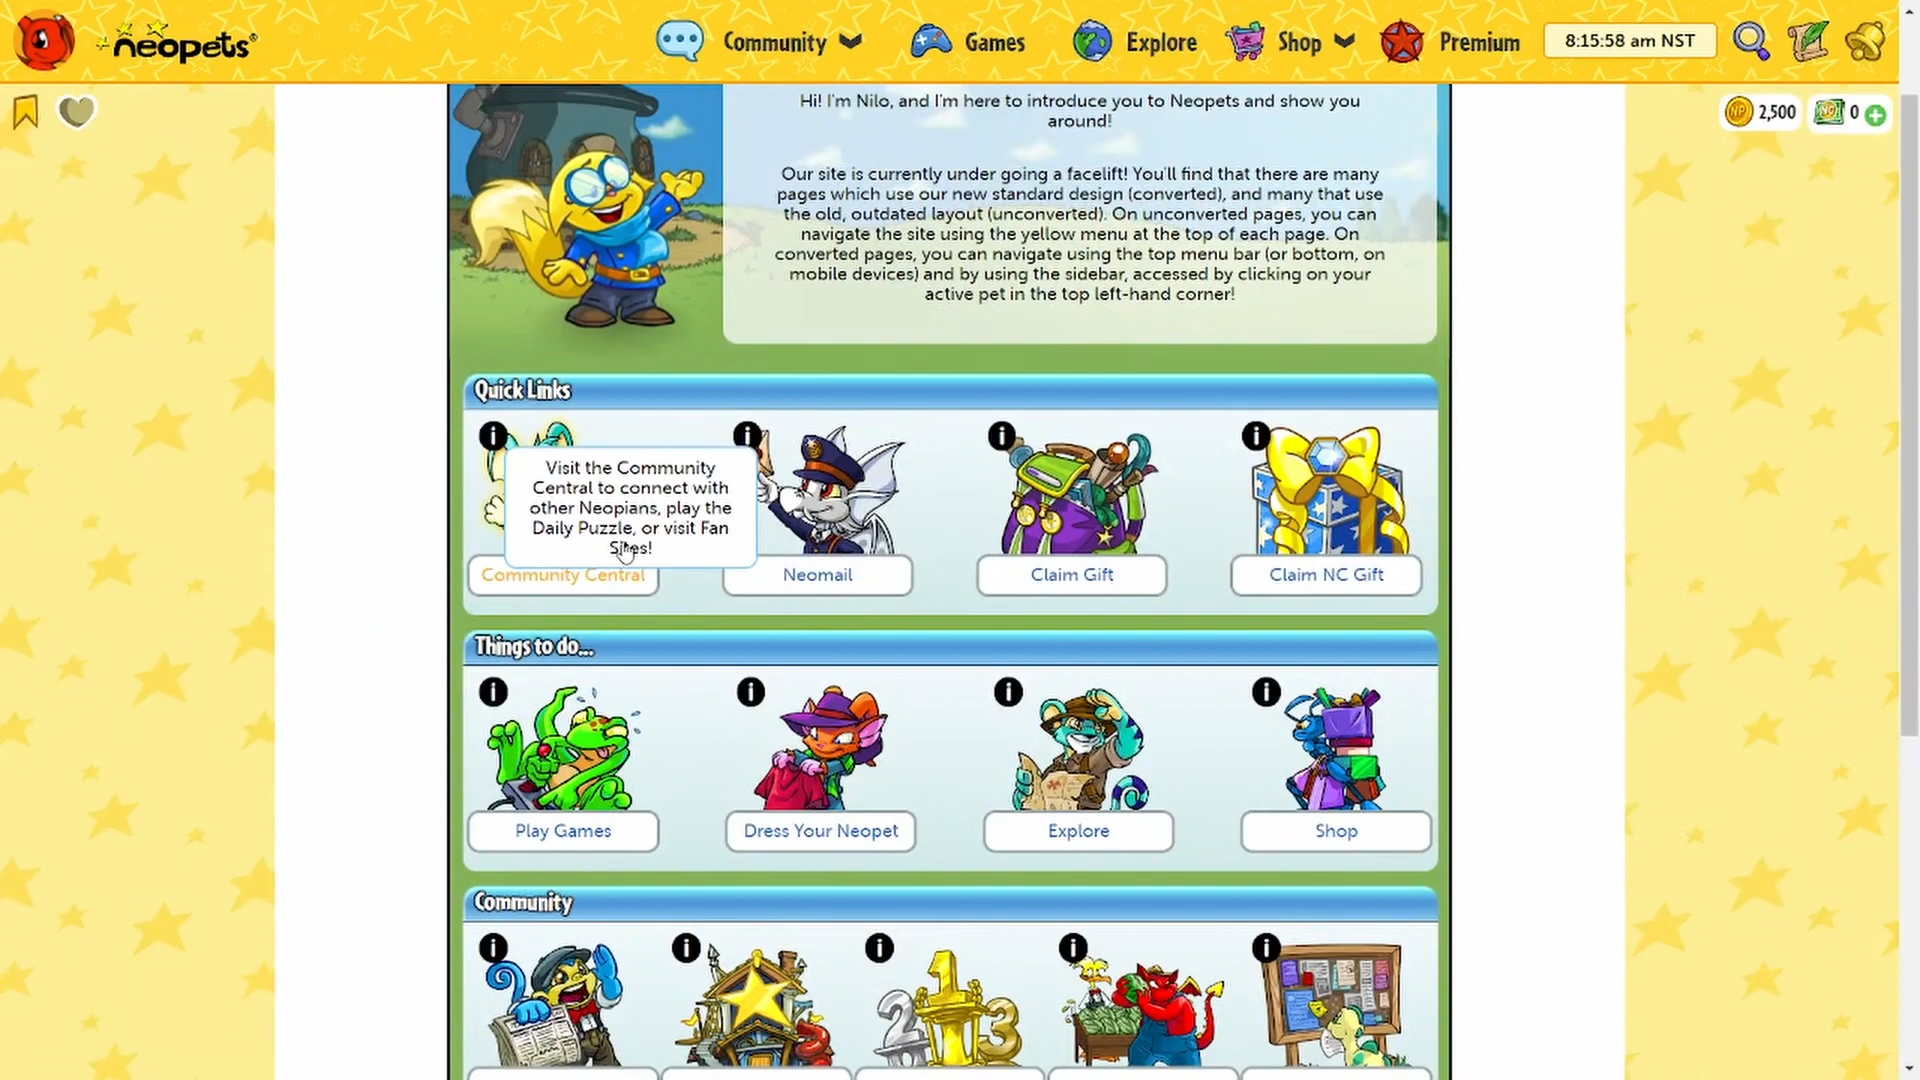 neopets
Community
Games
Explore
Shop
Premium
8:15:58 am NST
NP
2,500
NC
0
Hi! I'm Nilo, and I'm here to introduce you to Neopets and show you
around!
Our site is currently under going a facelift! You'll find that there are many
pages which use our new standard design (converted), and many that use
the old, outdated layout (unconverted). On unconverted pages, you can
navigate the site using the yellow menu at the top of each page. On
converted pages, you can navigate using the top menu bar (or bottom, on
mobile devices) and by using the sidebar, accessed by clicking on your
active pet in the top left-hand corner!
Quick Links
i
i
i
i
Visit the Community
Central to connect with
other Neopians, play the
Daily Puzzle, or visit Fan
Sites!
Community Central
Neomail
Claim Gift
Claim NC Gift
Things to do...
i
i
i
i
Play Games
Dress Your Neopet
Explore
Shop
Community
i
i
i
i
i
2
1
3